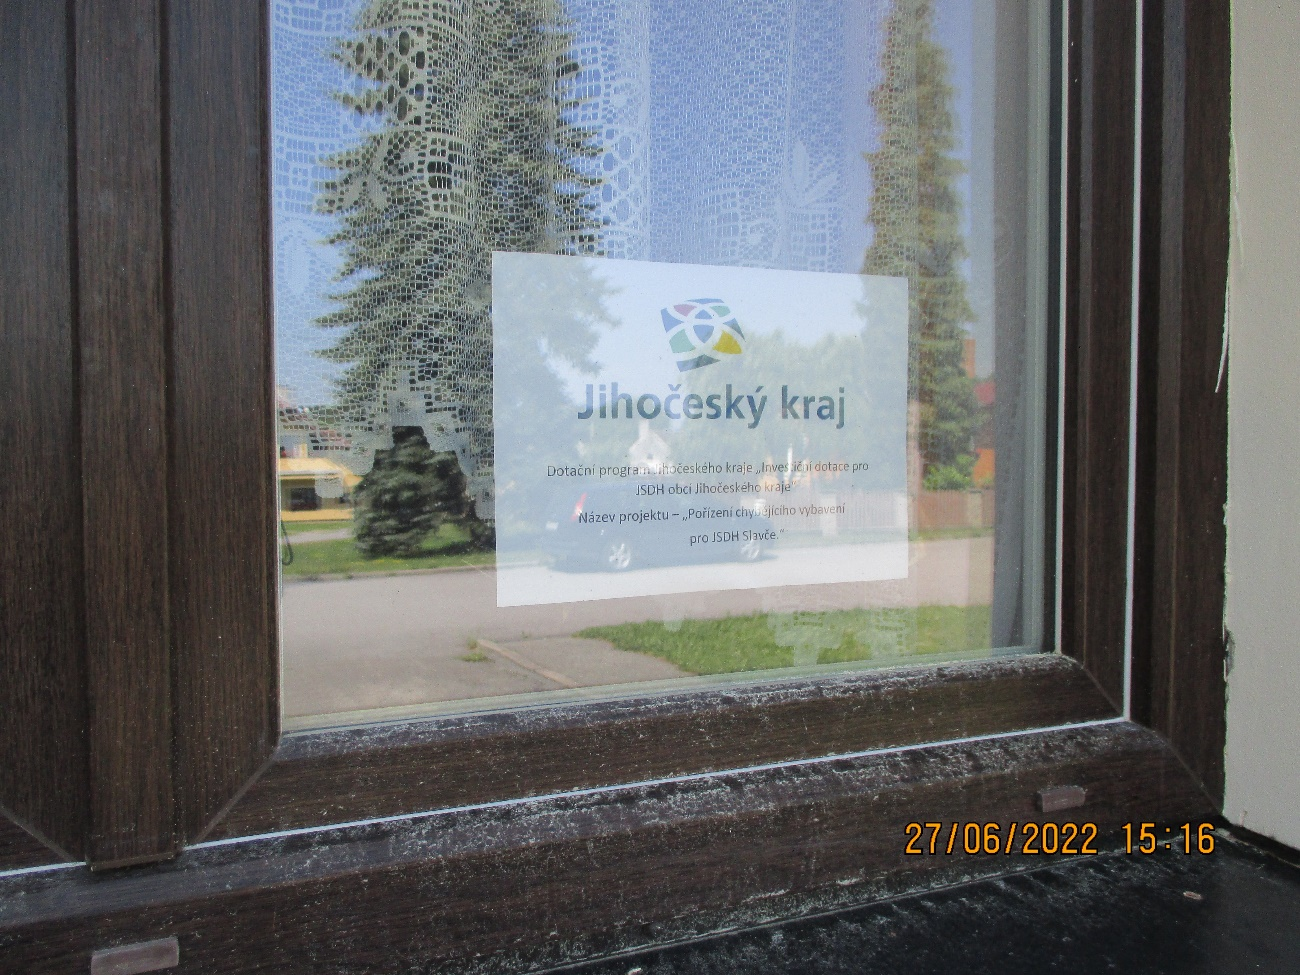 Jihočeský kraj
Dotační program Jihočeského kraje „Investiční dotace pro
JSDH obcí Jihočeského kraje“
Název projektu – „Pořízení chybějícího vybavení
pro JSDH Slavče.“
27/06/2022 15:16